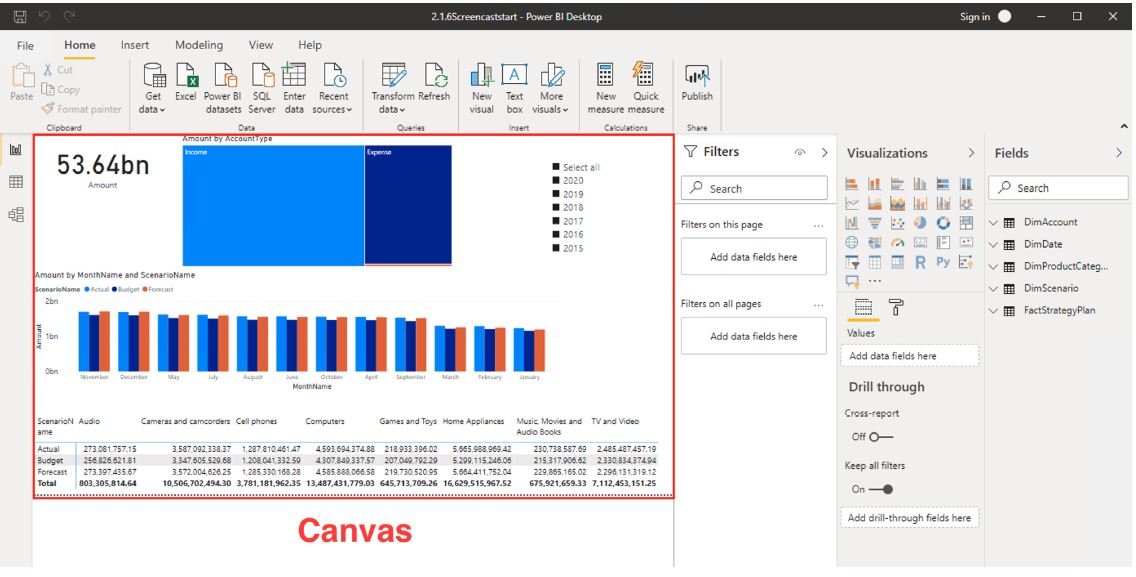 2.1.6Screencaststart - Power BI Desktop
Sign in
File Home Insert Modeling View Help
Paste
Cut
Copy
Format painter
Clipboard
Get data
Excel
Power BI datasets
SQL Server
Enter data
Recent sources
Data
Transform data
Refresh
Queries
New visual
Text box
More visuals
Insert
New measure
Quick measure
Calculations
Publish
Share
53.64bn
Amount
Amount by AccountType
Income
Expense
Select all
2020
2019
2018
2017
2016
2015
Amount by MonthName and ScenarioName
ScenarioName Actual Budget Forecast
2bn
1bn
0bn
Amount
November December May July August June October April September March February January
MonthName
ScenarioN Audio Cameras and camcorders Cell phones Computers Games and Toys Home Appliances Music, Movies and TV and Video
ame Audio Books
Actual 273,081,757.15 3,587,092,338.37 1,287,810,461.47 4,593,694,374.88 218,933,396.02 5,665,988,969.42 230,738,587.69 2,485,487,457.19
Budget 256,826,621.81 3,347,605,529.68 1,208,041,332.59 4,307,849,337.57 207,049,792.29 5,299,115,246.06 215,317,906.62 2,330,834,374.94
Forecast 273,397,435.67 3,572,004,626.25 1,285,330,168.28 4,585,888,066.58 219,730,520.95 5,664,411,752.04 229,865,165.02 2,296,131,319.12
Total 803,305,814.64 10,506,702,494.30 3,781,181,962.35 13,487,431,779.03 645,713,709.26 16,629,515,967.52 675,921,659.33 7,112,453,151.25
Canvas
Filters
Search
Filters on this page
...
Add data fields here
Filters on all pages
...
Add data fields here
Visualizations
R
Py
...
Values
Add data fields here
Drill through
Cross-report
Off
Keep all filters
On
Add drill-through fields here
Fields
Search
DimAccount
DimDate
DimProductCateg...
DimScenario
FactStrategyPlan